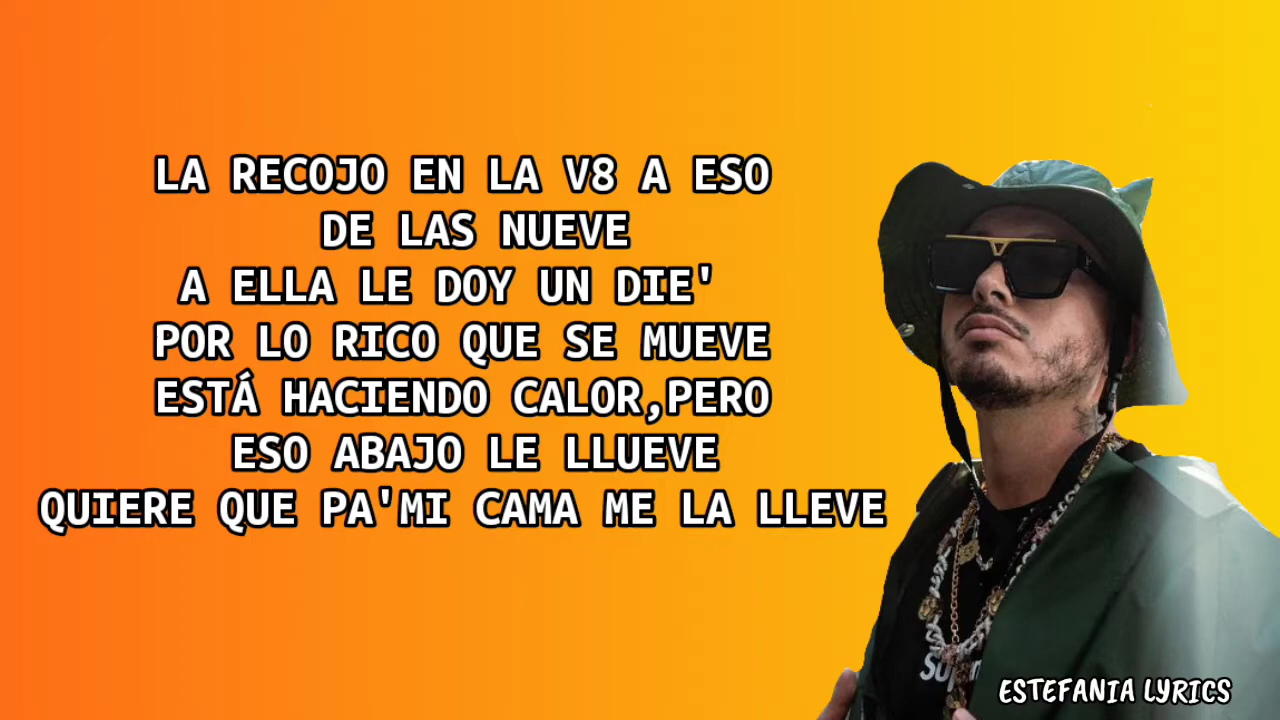 LA RECOJO EN LA V8 A ESO
DE LAS NUEVE
A ELLA LE DOY UN DIE'
POR LO RICO QUE SE MUEVE
ESTÁ HACIENDO CALOR,PERO
ESO ABAJO LE LLUEVE
QUIERE QUE PA'MI CAMA ME LA LLEVE
ESTEFANIA LYRICS